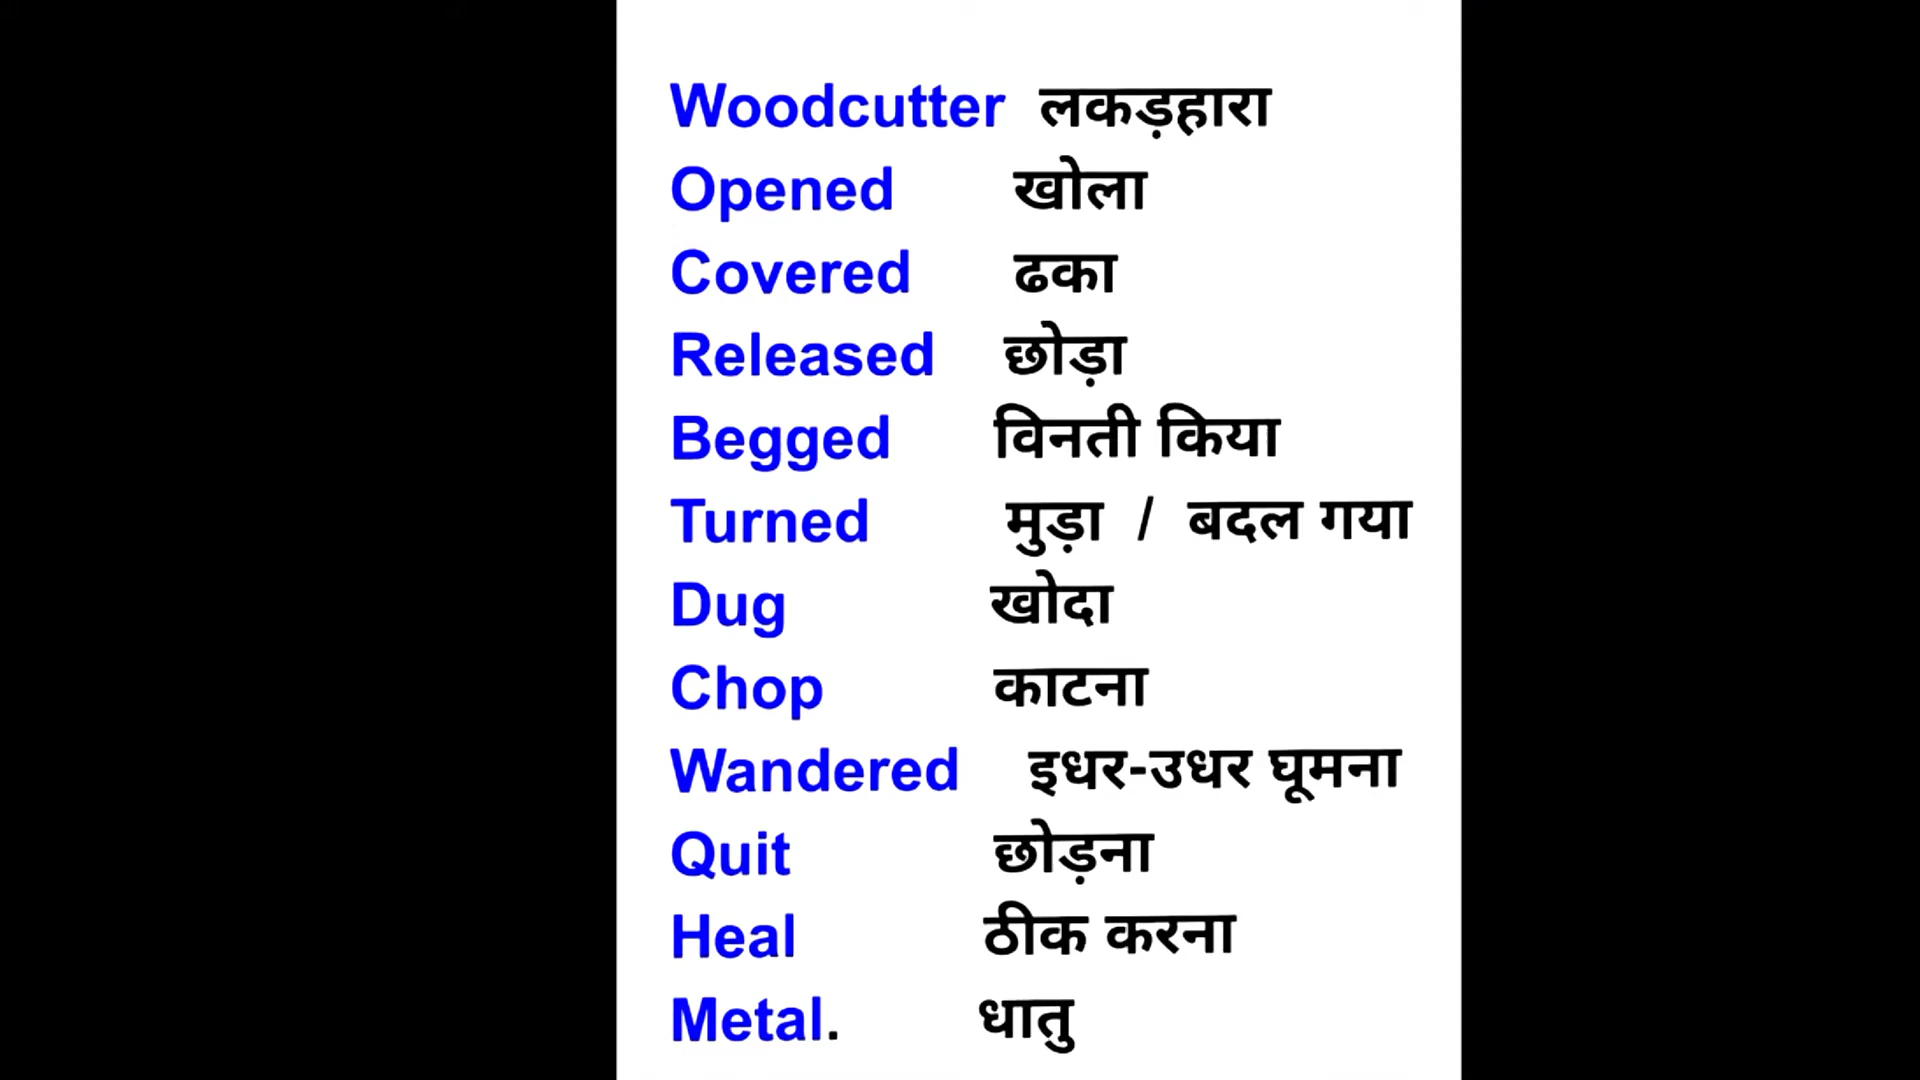 Woodcutter लकड़हारा
Opened खोला
Covered ढका
Released छोड़ा
Begged विनती किया
Turned मुड़ा / बदल गया
Dug खोदा
Chop काटना
Wandered इधर-उधर घूमना
Quit छोड़ना
Heal ठीक करना
Metal. धातु